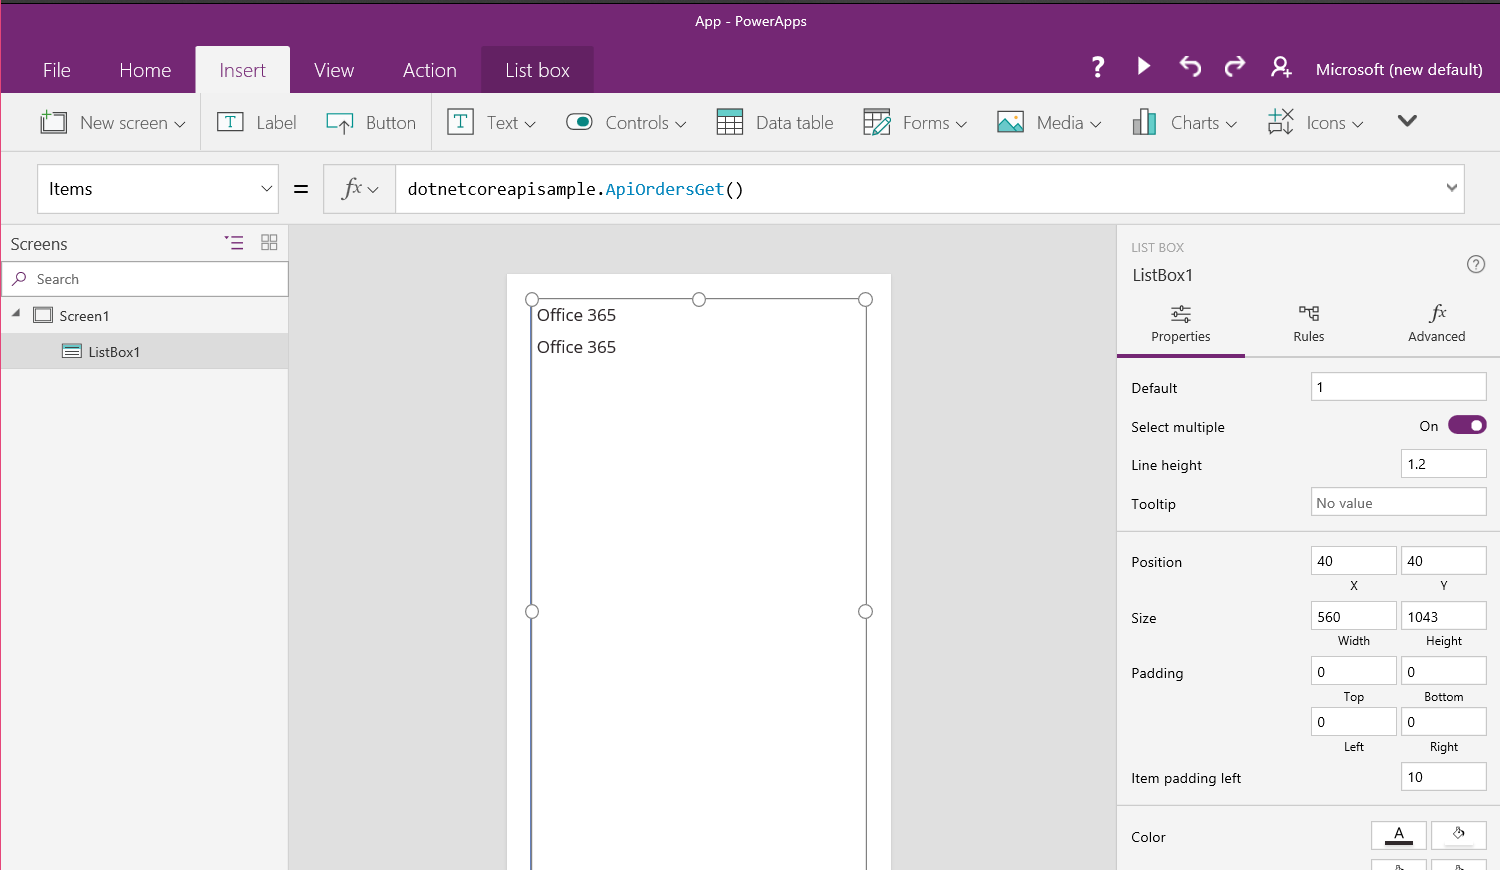 App - PowerApps
File Home Insert View Action List box ? Microsoft (new default)
New screen T Label Button T Text Controls Data table Forms Media Charts Icons
Items = fx dotnetcoreapisample.ApiOrdersGet()
Screens
Search
Screen1
ListBox1
Office 365
Office 365
LIST BOX
ListBox1
?
Properties fx
Rules Advanced
Default 1
Select multiple On
Line height 1.2
Tooltip No value
Position 40 40
X Y
Size 560 1043
Width Height
Padding 0 0
Top Bottom
0 0
Left Right
Item padding left 10
Color A